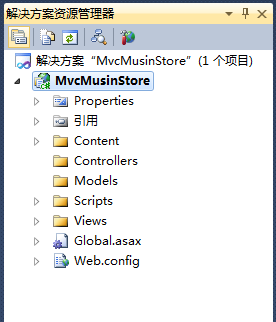 解决方案资源管理器
解决方案“MvcMusinStore”(1 个项目)
MvcMusinStore
Properties
引用
Content
Controllers
Models
Scripts
Views
Global.asax
Web.config